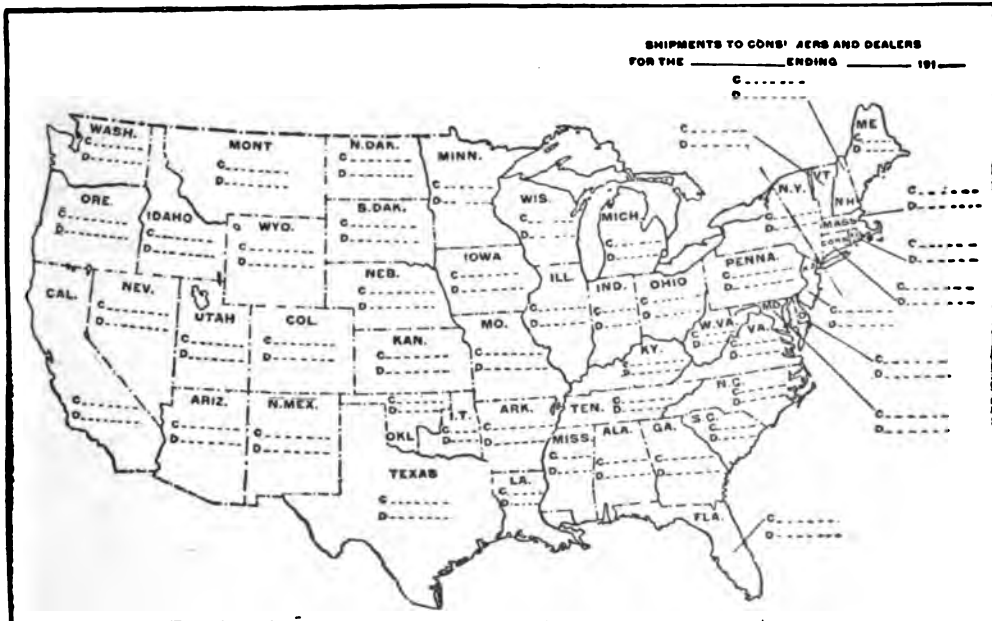 SHIPMENTS TO CONS' MERS AND DEALERS
FOR THE ENDING 191
C
D
C
D
ME
C
D
WASH.
C
D
MONT
C
D
N.DAK.
C
D
MINN.
C
D
WIS.
C
D
MICH
C
D
N.Y.
C
D
VT.
N.H.
C
D
MASS
CONN
C
D
C
D
C
D
ORE.
C
D
IDAHO
C
D
WYO.
C
D
S.DAK.
C
D
IOWA
C
D
NEB.
C
D
ILL.
C
D
IND.
C
D
OHIO
C
D
PENNA.
C
D
CAL.
C
D
NEV.
C
D
UTAH
C
D
COL.
C
D
KAN.
C
D
MO.
C
D
KY.
C
D
W.VA.
C
D
VA.
C
D
MD.
C
D
C
D
ARIZ.
C
D
N.MEX.
C
D
OKL
C
D
I.T.
C
D
ARK.
C
D
TEN.
C
D
N.C.
C
D
S.C.
C
D
MISS.
C
D
ALA.
C
D
GA.
C
D
TEXAS
C
D
LA.
C
D
FLA.
C
D